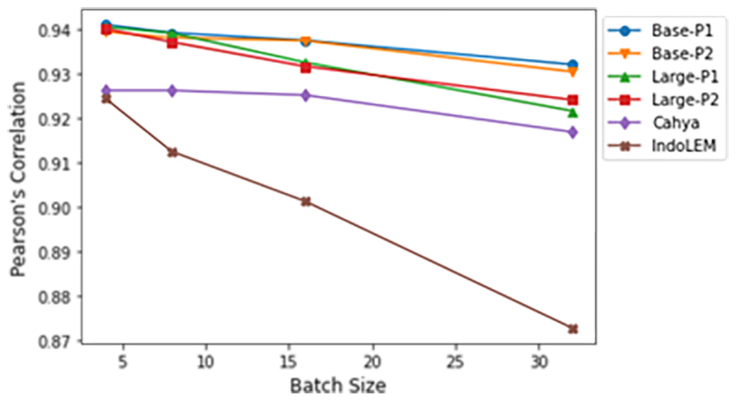 0.94
0.93
0.92
0.91
0.90
0.89
0.88
0.87
Pearson's Correlation
5 10 15 20 25 30
Batch Size
Base-P1
Base-P2
Large-P1
Large-P2
Cahya
IndoLEM